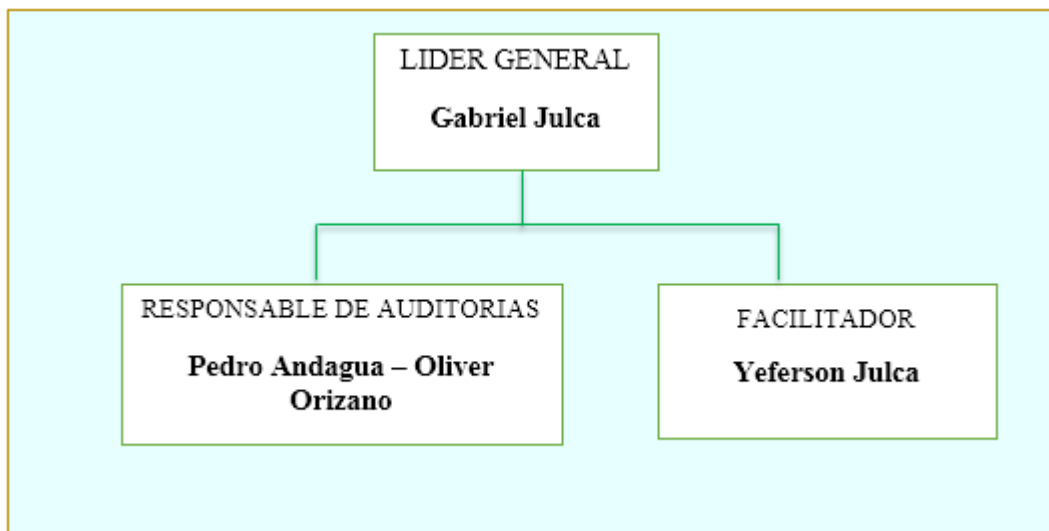 LIDER GENERAL
Gabriel Julca
RESPONSABLE DE AUDITORIAS
Pedro Andagua – Oliver
Orizano
FACILITADOR
Yeferson Julca